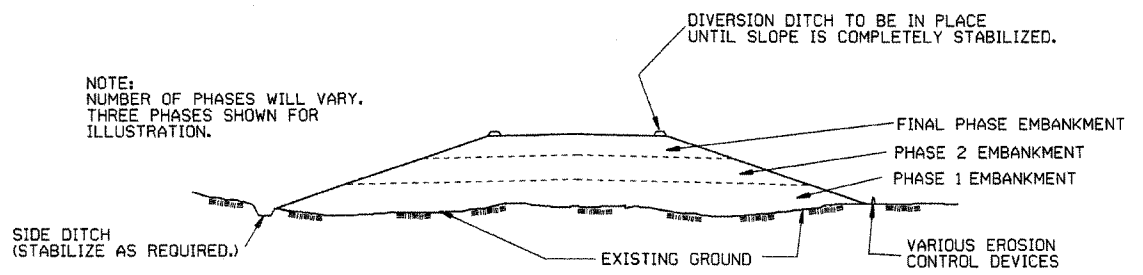 DIVERSION DITCH TO BE IN PLACE
UNTIL SLOPE IS COMPLETELY STABILIZED.
NOTE:
NUMBER OF PHASES WILL VARY.
THREE PHASES SHOWN FOR
ILLUSTRATION.
FINAL PHASE EMBANKMENT
PHASE 2 EMBANKMENT
PHASE 1 EMBANKMENT
SIDE DITCH
(STABILIZE AS REQUIRED.)
EXISTING GROUND
VARIOUS EROSION
CONTROL DEVICES